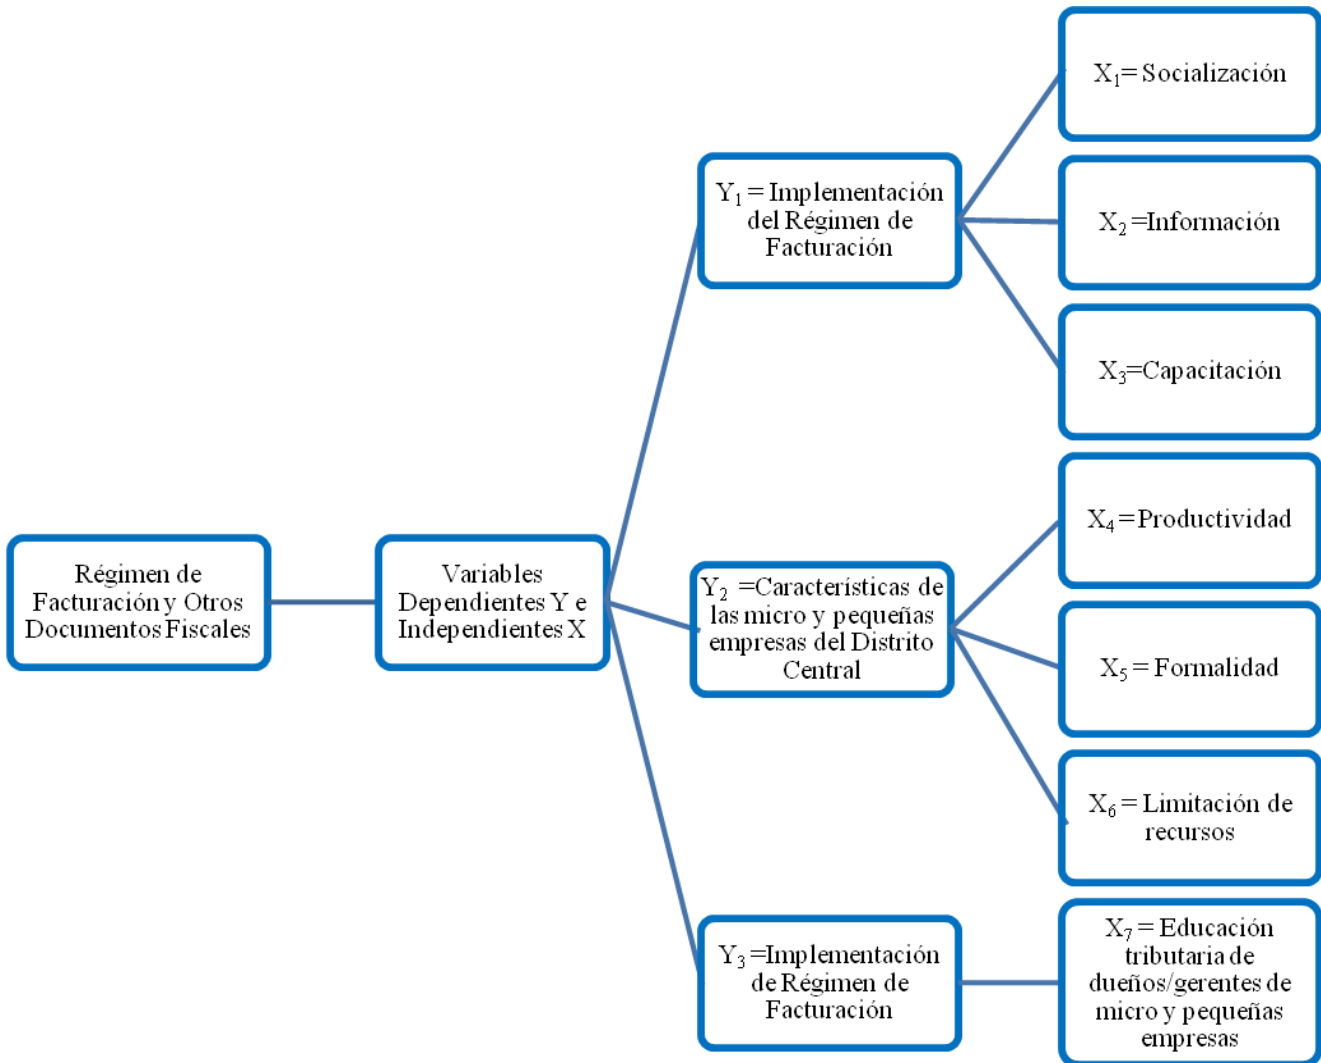 Régimen de
Facturación y Otros
Documentos Fiscales
Variables
Dependientes Y e
Independientes X
Y₁ = Implementación
del Régimen de
Facturación
X₁= Socialización
X₂ =Información
X₃=Capacitación
Y₂ =Características de
las micro y pequeñas
empresas del Distrito
Central
X₄ =Productividad
X₅ = Formalidad
X₆ = Limitación de
recursos
Y₃ =Implementación
de Régimen de
Facturación
X₇ = Educación
tributaria de
dueños/gerentes de
micro y pequeñas
empresas